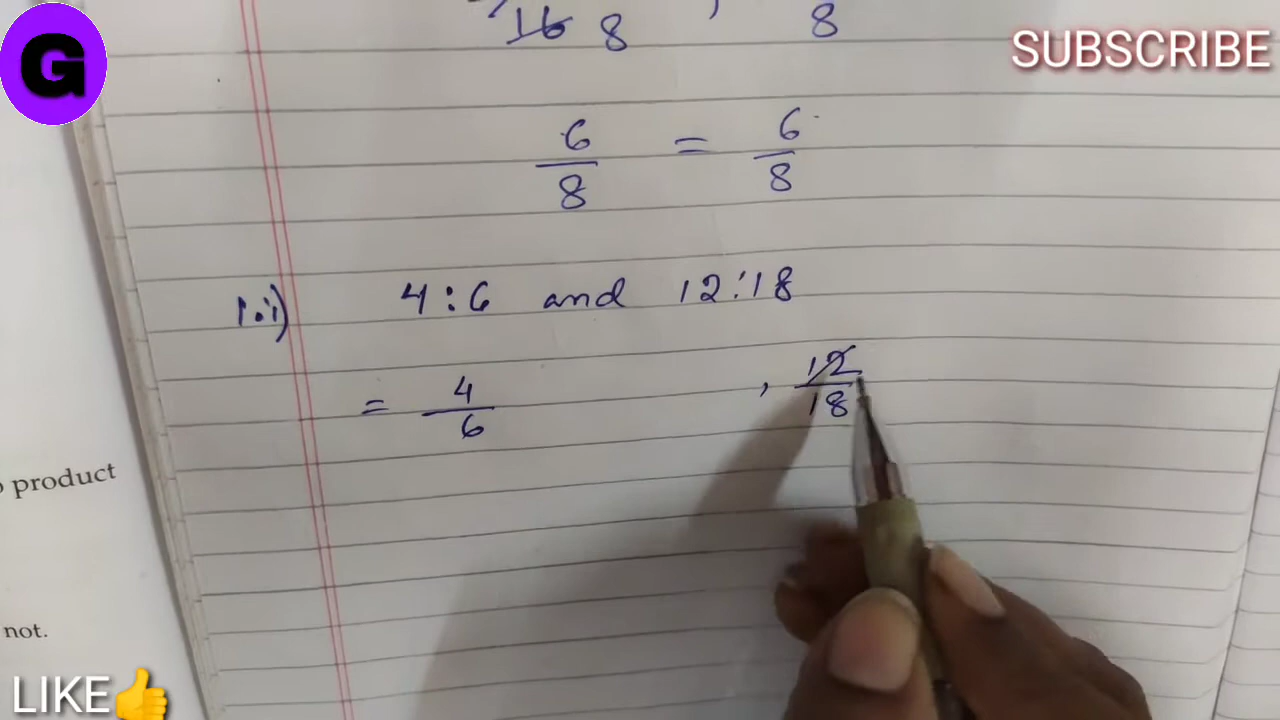 G
SUBSCRIBE
16 8 , 8
6/8 = 6/8
ii) 4 : 6 and 12 : 18
= 4/6 , 12/18
product
not.
LIKE👍